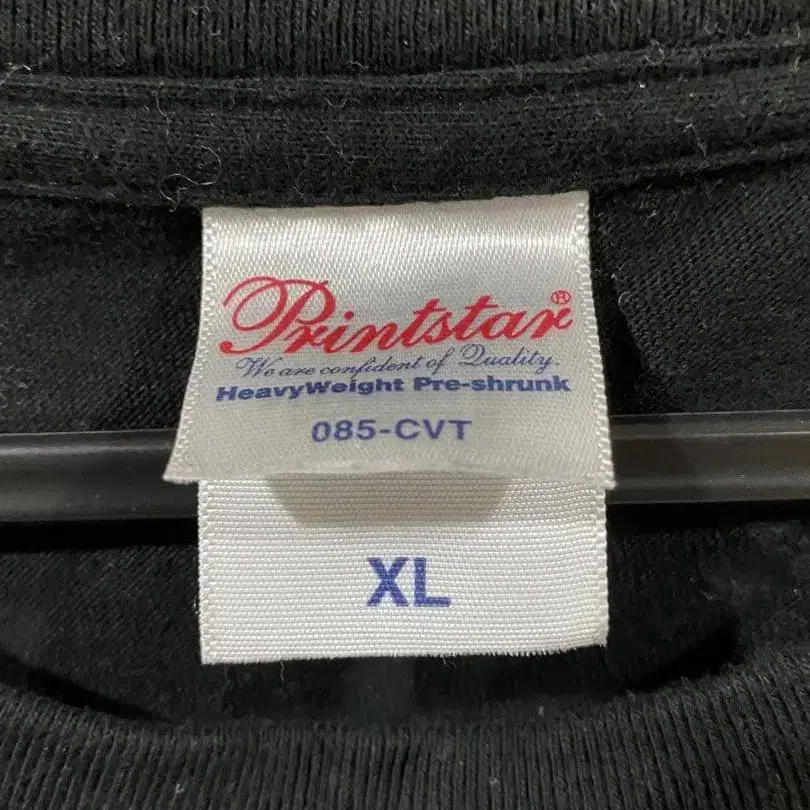 Printstar®
We are confident of Quality.
HeavyWeight Pre-shrunk
085-CVT
XL